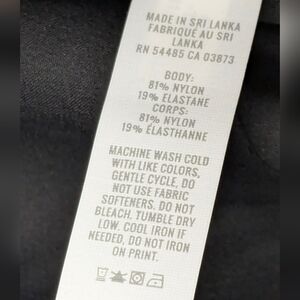 MADE IN SRI LANKA
FABRIQUÉ AU SRI
LANKA
RN 54485 CA 03873
BODY:
81% NYLON
19% ELASTANE
CORPS:
81% NYLON
19% ÉLASTHANNE
MACHINE WASH COLD
WITH LIKE COLORS,
GENTLE CYCLE, DO
NOT USE FABRIC
SOFTENERS. DO NOT
BLEACH. TUMBLE DRY
LOW. COOL IRON IF
NEEDED, DO NOT IRON
ON PRINT.